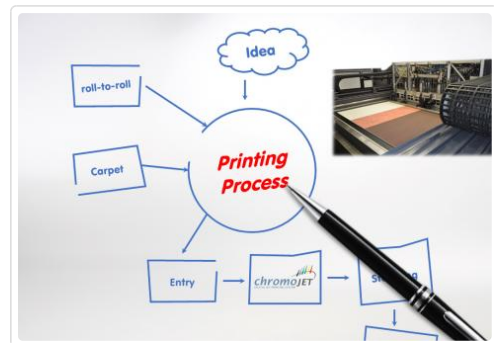 Idea
roll-to-roll
Printing
Process
Carpet
Entry
chromoJET